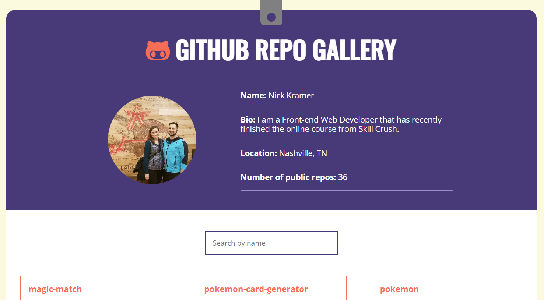 GITHUB REPO GALLERY
Name: Nick Kramer
Bio: I am a Front-end Web Developer that has recently
finished the online course from Skill Crush.
Location: Nashville, TN
Number of public repos: 36
Search by name
magic-match
pokemon-card-generator
pokemon